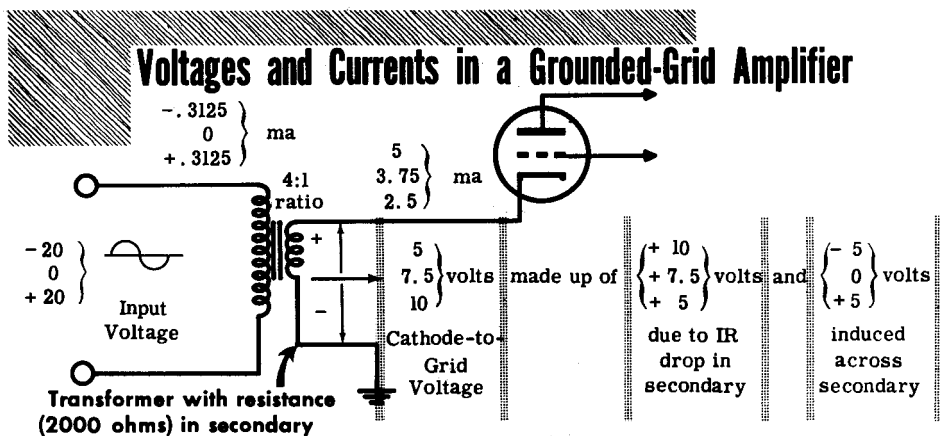 Voltages and Currents in a Grounded-Grid Amplifier
-.3125
0
+.3125
ma
4:1
ratio
5
3.75
2.5
ma
- 20
0
+ 20
Input
Voltage
+
-
5
7.5
10
volts
Cathode-to-
Grid
Voltage
made up of
+ 10
+ 7.5
+ 5
volts
due to IR
drop in
secondary
and
- 5
0
+ 5
volts
induced
across
secondary
Transformer with resistance
(2000 ohms) in secondary